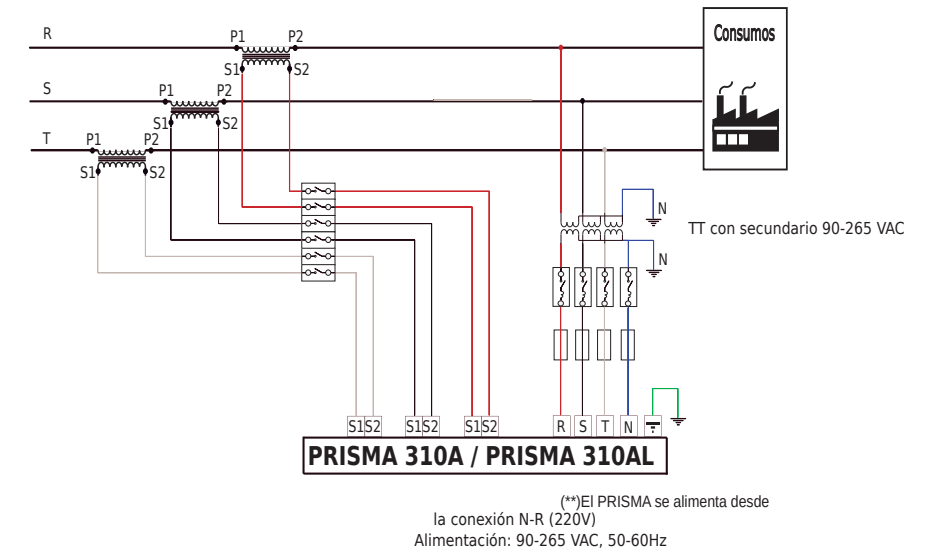 R P1 P2 Consumos
S1 S2
S P1 P2
S1 S2
T P1 P2
S1 S2
N
TT con secundario 90-265 VAC
N
S1 S2 S1 S2 S1 S2 R S T N
PRISMA 310A / PRISMA 310AL
(**)El PRISMA se alimenta desde
la conexión N-R (220V)
Alimentación: 90-265 VAC, 50-60Hz